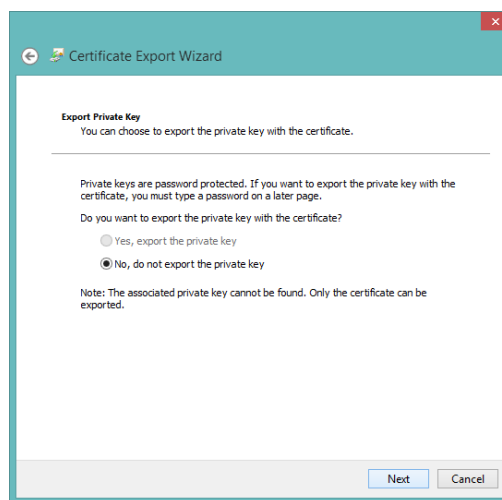 Certificate Export Wizard
Export Private Key
You can choose to export the private key with the certificate.
Private keys are password protected. If you want to export the private key with the
certificate, you must type a password on a later page.
Do you want to export the private key with the certificate?
Yes, export the private key
No, do not export the private key
Note: The associated private key cannot be found. Only the certificate can be
exported.
Next Cancel